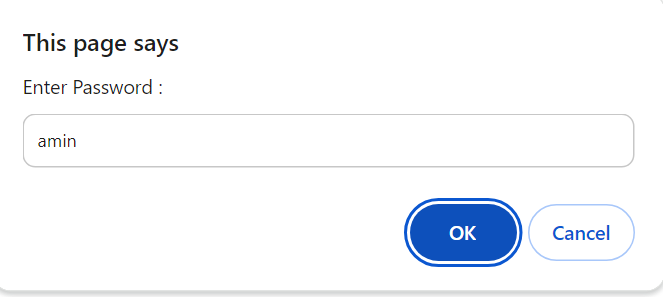 This page says
Enter Password :
amin
OK Cancel